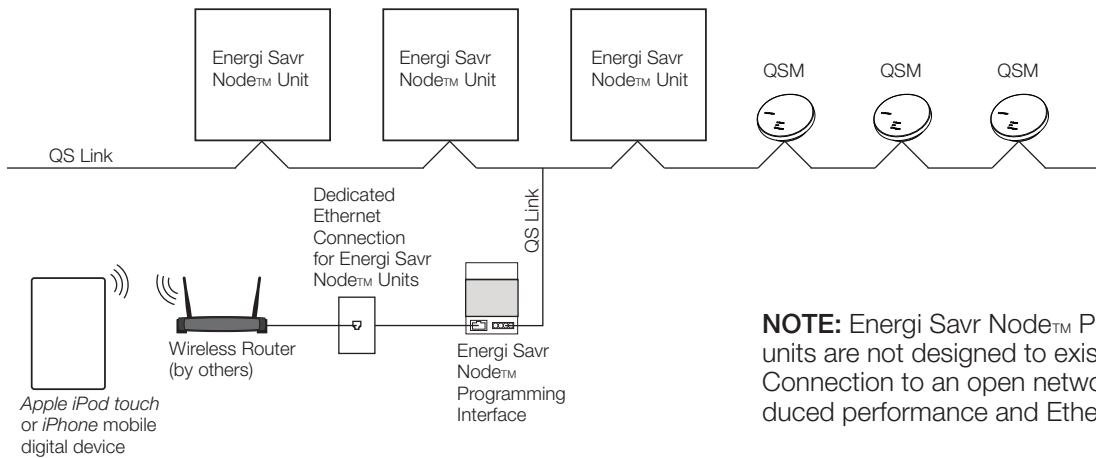 Energi Savr
Node™ Unit
Energi Savr
Node™ Unit
Energi Savr
Node™ Unit
QSM
QSM
QSM
QS Link
Dedicated
Ethernet
Connection
for Energi Savr
Node™ Units
QS Link
Wireless Router
(by others)
Energi Savr
Node™
Programming
Interface
Apple iPod touch
or iPhone mobile
digital device
NOTE: Energi Savr Node™ P
units are not designed to exis
Connection to an open netwo
duced performance and Ethe